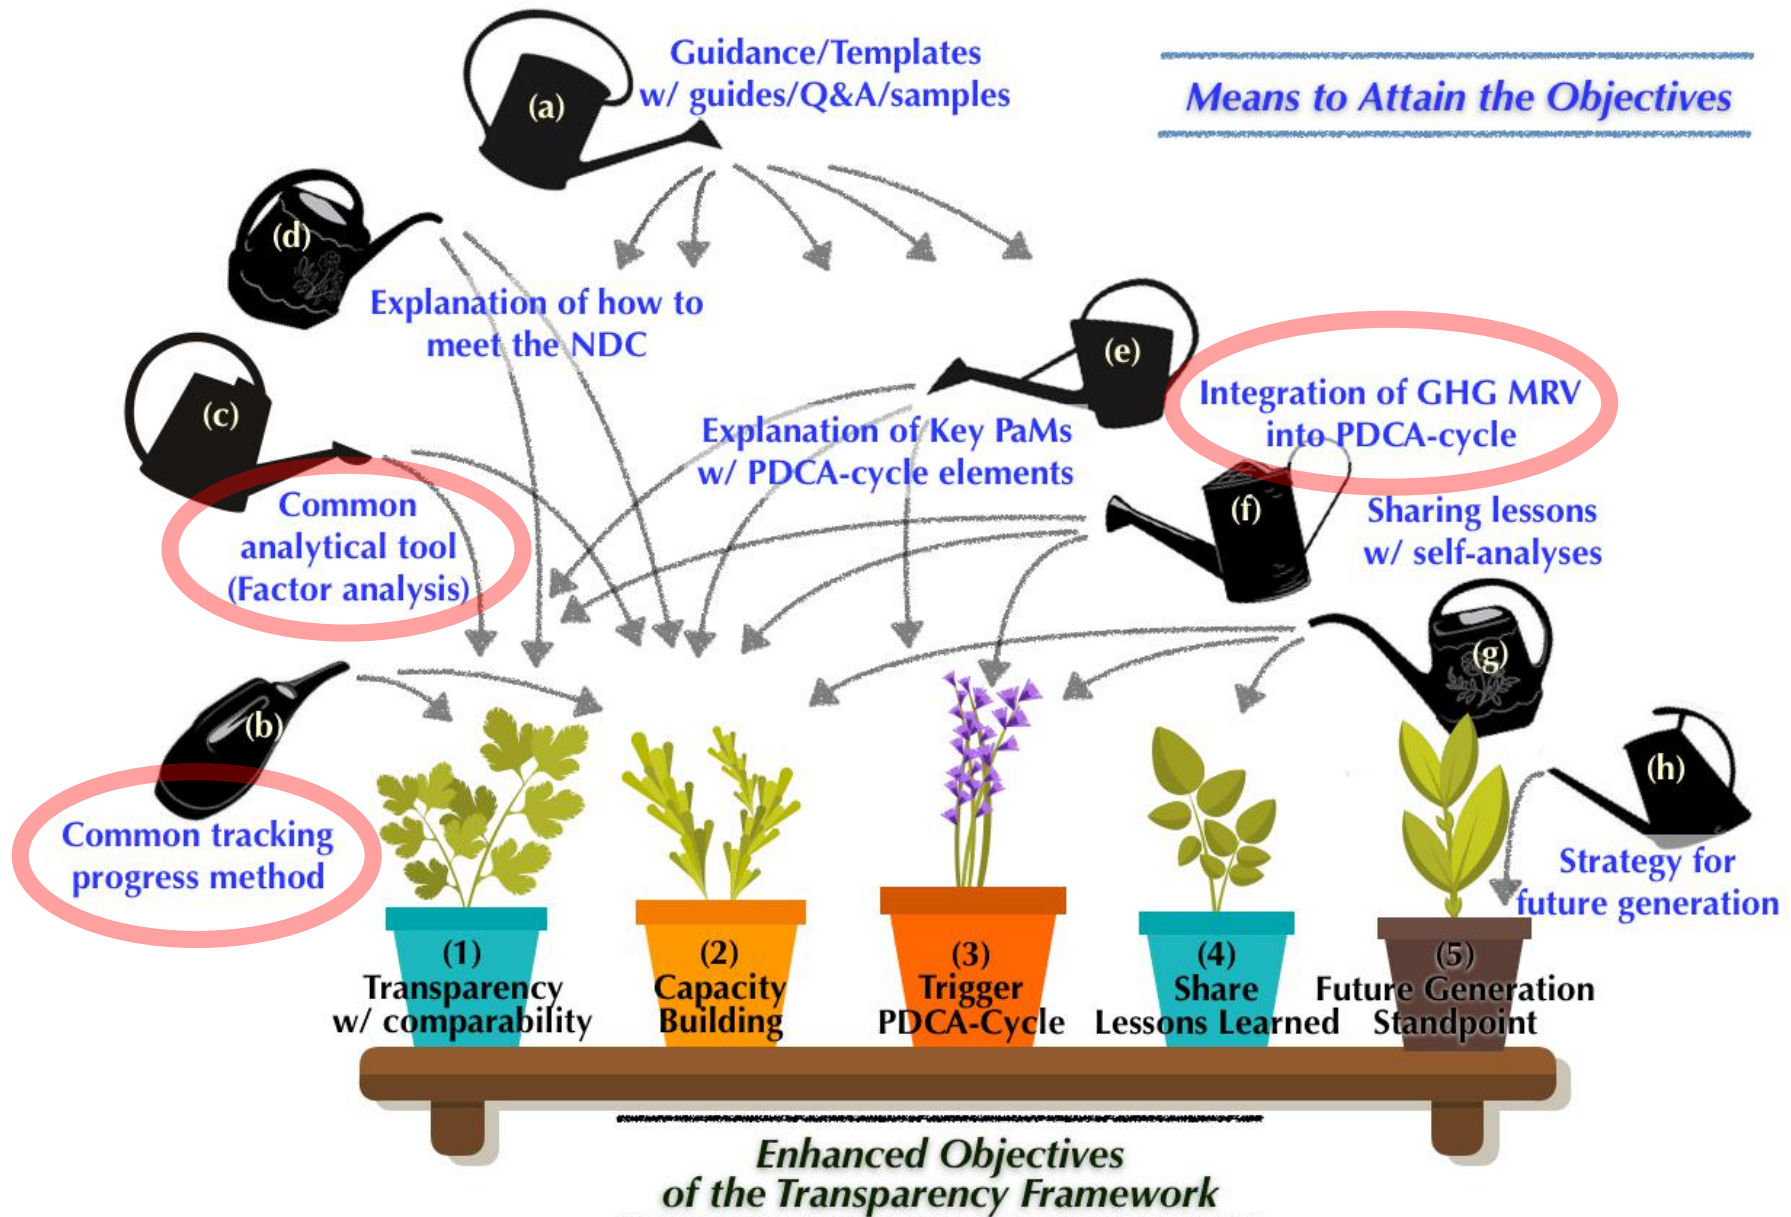 (a)
Guidance/Templates
w/ guides/Q&A/samples
Means to Attain the Objectives
(d)
Explanation of how to
meet the NDC
(e)
Integration of GHG MRV
into PDCA-cycle
(c)
Explanation of Key PaMs
w/ PDCA-cycle elements
Common
analytical tool
(Factor analysis)
(f)
Sharing lessons
w/ self-analyses
(g)
(b)
Common tracking
progress method
(h)
Strategy for
future generation
(1)
Transparency
w/ comparability
(2)
Capacity
Building
(3)
Trigger
PDCA-Cycle
(4)
Share
Lessons Learned
(5)
Future Generation
Standpoint
Enhanced Objectives
of the Transparency Framework